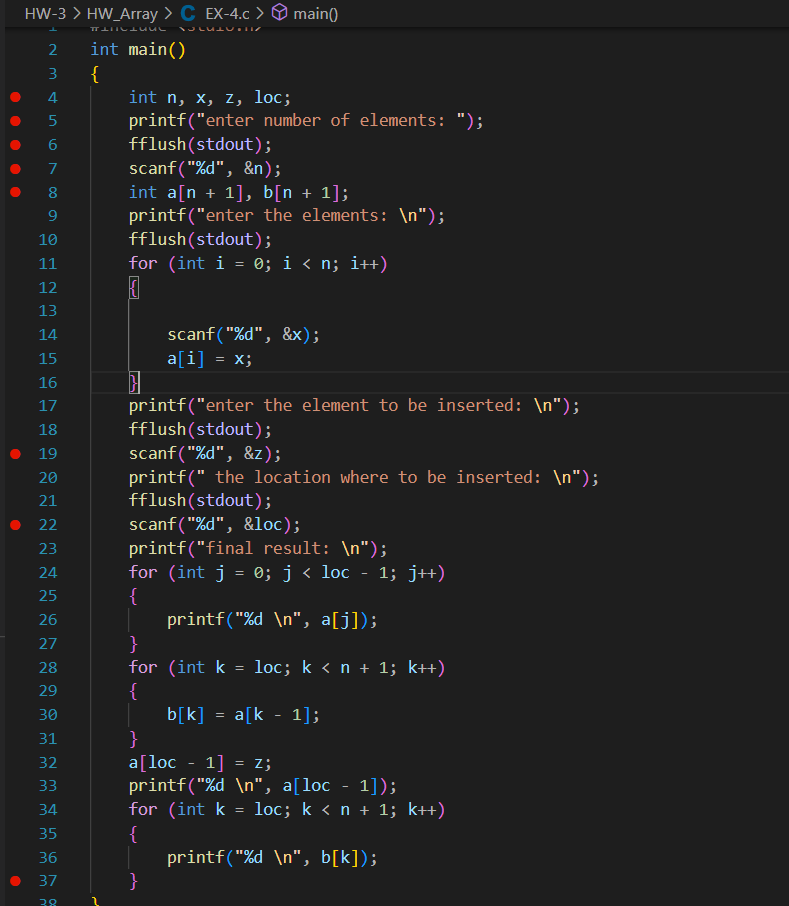 HW-3 > HW_Array > C EX-4.c > main()
1 #include <stdio.h>
2 int main()
3 {
4 int n, x, z, loc;
5 printf("enter number of elements: ");
6 fflush(stdout);
7 scanf("%d", &n);
8 int a[n + 1], b[n + 1];
9 printf("enter the elements: \n");
10 fflush(stdout);
11 for (int i = 0; i < n; i++)
12 {
13
14 scanf("%d", &x);
15 a[i] = x;
16 }
17 printf("enter the element to be inserted: \n");
18 fflush(stdout);
19 scanf("%d", &z);
20 printf(" the location where to be inserted: \n");
21 fflush(stdout);
22 scanf("%d", &loc);
23 printf("final result: \n");
24 for (int j = 0; j < loc - 1; j++)
25 {
26 printf("%d \n", a[j]);
27 }
28 for (int k = loc; k < n + 1; k++)
29 {
30 b[k] = a[k - 1];
31 }
32 a[loc - 1] = z;
33 printf("%d \n", a[loc - 1]);
34 for (int k = loc; k < n + 1; k++)
35 {
36 printf("%d \n", b[k]);
37 }
38 }